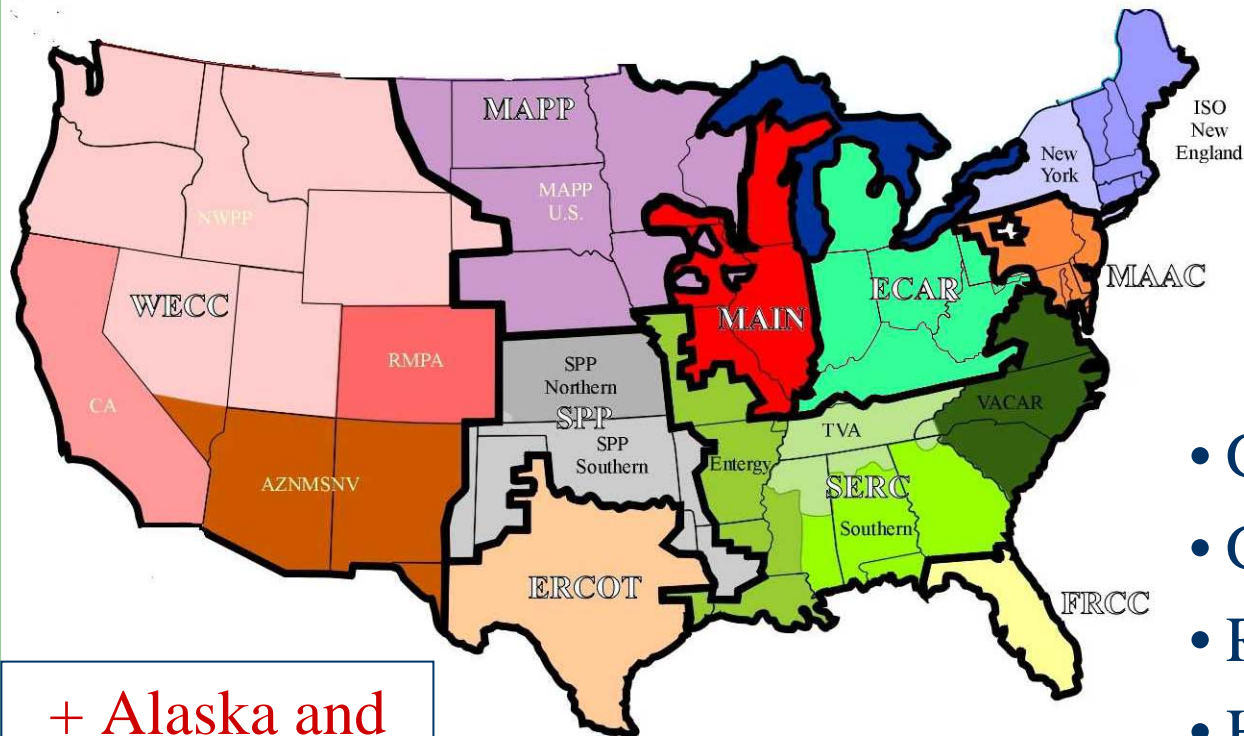 MAPP
MAPP
U.S.
NWPP
WECC
CA
RMPA
AZNMSNV
SPP
Northern
SPP
SPP
Southern
ERCOT
Entergy
MAIN
ECAR
TVA
SERC
Southern
VACAR
FRCC
MAAC
New
York
ISO
New
England
+ Alaska and